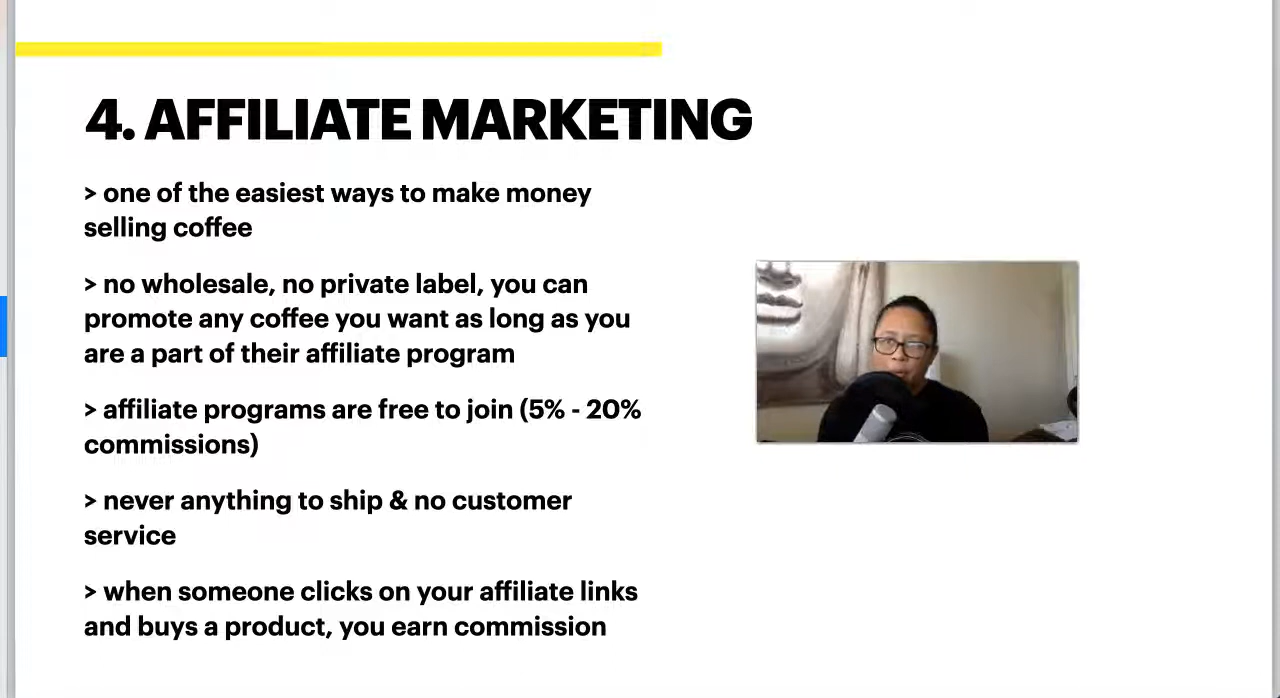 4. AFFILIATE MARKETING
> one of the easiest ways to make money
selling coffee
> no wholesale, no private label, you can
promote any coffee you want as long as you
are a part of their affiliate program
> affiliate programs are free to join (5% - 20%
commissions)
> never anything to ship & no customer
service
> when someone clicks on your affiliate links
and buys a product, you earn commission